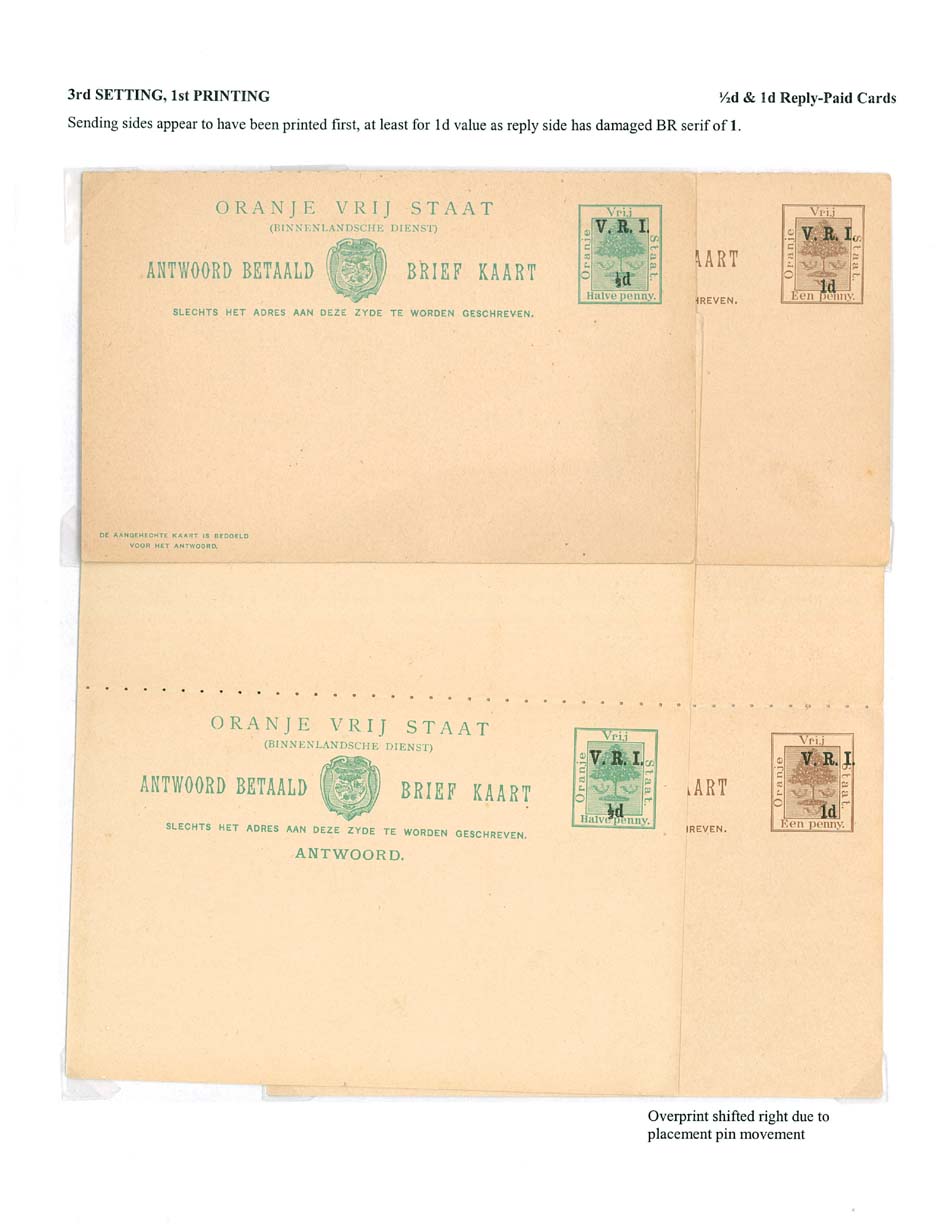 3rd SETTING, 1st PRINTING
½d & 1d Reply-Paid Cards
Sending sides appear to have been printed first, at least for 1d value as reply side has damaged BR serif of 1.
ORANJE VRIJ STAAT
(BINNENLANDSCHE DIENST)
ANTWOORD BETAALD BRIEF KAART
SLECHTS HET ADRES AAN DEZE ZYDE TE WORDEN GESCHREVEN.
Vrij
Oranje
Staat.
V. R. I.
½d
Halve penny.
AART
HREVEN.
Vrij
Oranje
Staat.
V. R. I.
1d
Een penny.
DE AANGEHECHTE KAART IS BEDOELD
VOOR HET ANTWOORD.
ORANJE VRIJ STAAT
(BINNENLANDSCHE DIENST)
ANTWOORD BETAALD BRIEF KAART
SLECHTS HET ADRES AAN DEZE ZYDE TE WORDEN GESCHREVEN.
ANTWOORD.
Vrij
Oranje
Staat.
V. R. I.
½d
Halve penny.
AART
REVEN.
Vrij
Oranje
Staat.
V. R. I.
1d
Een penny.
Overprint shifted right due to
placement pin movement